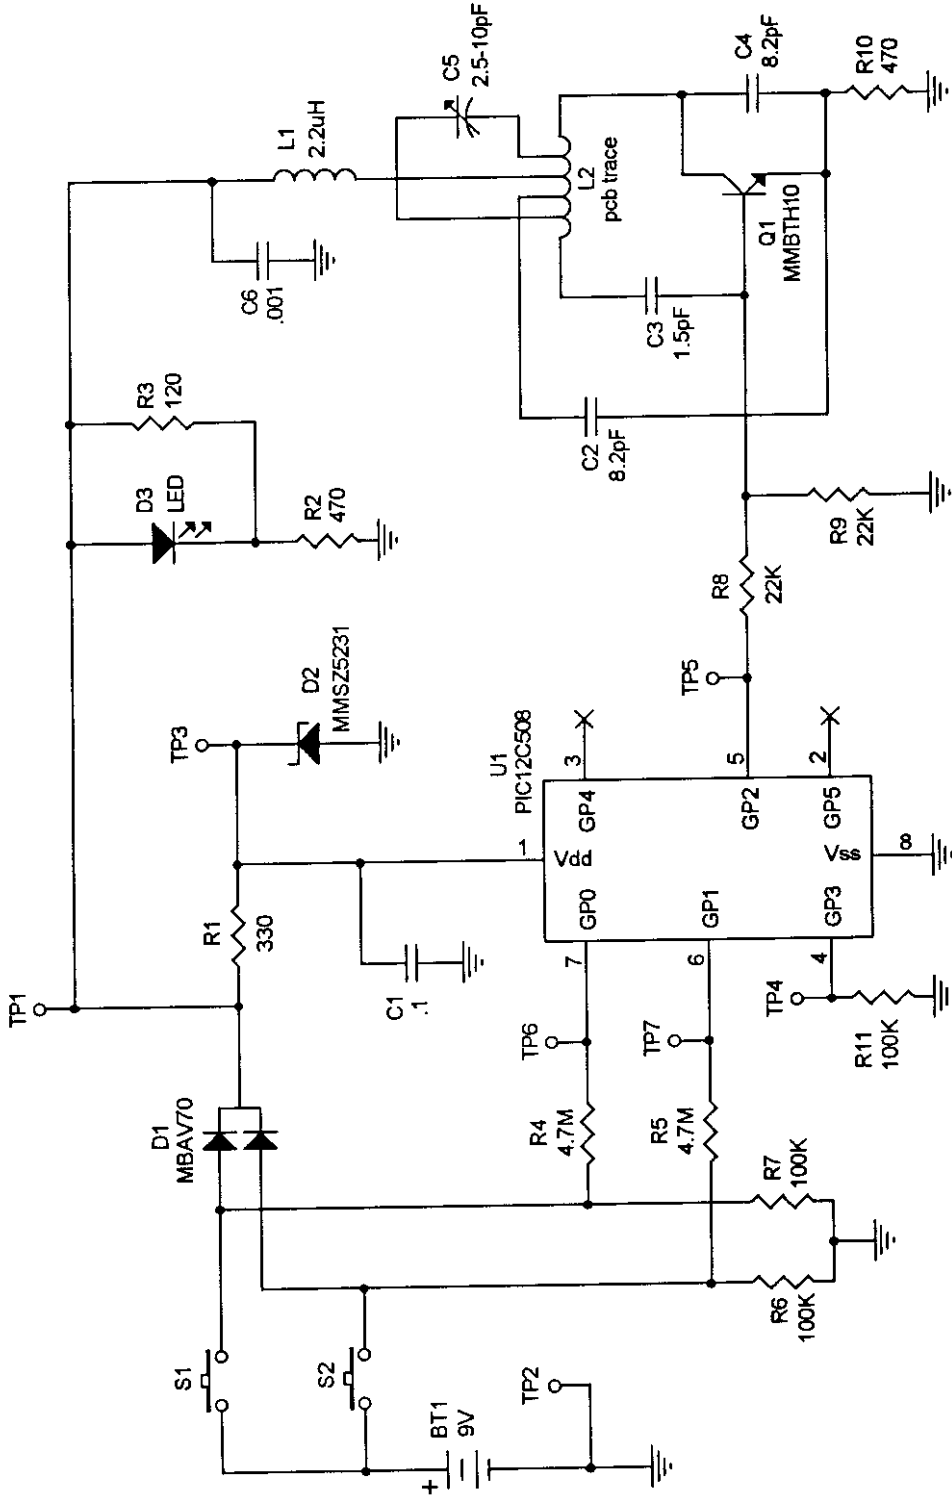 TP1
S1
S2
BT1
9V
+
TP2
D1
MBAV70
R1
330
C1
.1
TP3
D2
MMSZ5231
D3
LED
R3
120
R2
470
C6
.001
L1
2.2uH
C5
2.5-10pF
L2
pcb trace
C2
8.2pF
C3
1.5pF
Q1
MMBTH10
C4
8.2pF
R10
470
R6
100K
R7
100K
R4
4.7M
R5
4.7M
TP6
TP7
TP4
R11
100K
U1
PIC12C508
1
Vdd
7
GP0
6
GP1
4
GP3
3
GP4
5
GP2
2
GP5
Vss
8
TP5
R8
22K
R9
22K